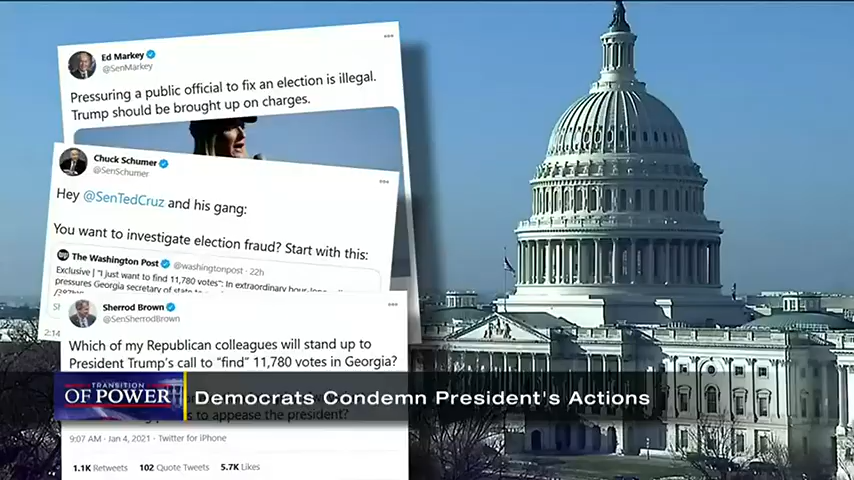 Ed Markey
@SenMarkey
Pressuring a public official to fix an election is illegal.
Trump should be brought up on charges.
Chuck Schumer
@SenSchumer
Hey @SenTedCruz and his gang:
You want to investigate election fraud? Start with this:
The Washington Post @washingtonpost · 22h
Exclusive | "I just want to find 11,780 votes": In extraordinary hour-long
pressures Georgia secretary of state to
2:14
Sherrod Brown
@SenSherrodBrown
Which of my Republican colleagues will stand up to
President Trump's call to "find" 11,780 votes in Georgia?
to appease the president?
TRANSITION
OF POWER
Democrats Condemn President's Actions
9:07 AM · Jan 4, 2021 · Twitter for iPhone
1.1K Retweets 102 Quote Tweets 5.7K Likes